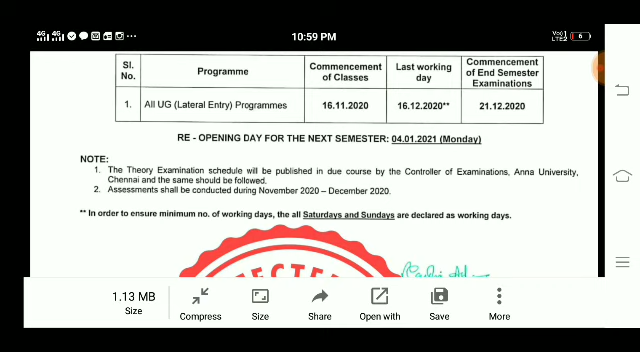 4G 4G 10:59 PM Vo)) LTE2 6
Sl. No. Programme Commencement of Classes Last working day Commencement of End Semester Examinations
1. All UG (Lateral Entry) Programmes 16.11.2020 16.12.2020** 21.12.2020
RE - OPENING DAY FOR THE NEXT SEMESTER: 04.01.2021 (Monday)
NOTE:
1. The Theory Examination schedule will be published in due course by the Controller of Examinations, Anna University,
Chennai and the same should be followed.
2. Assessments shall be conducted during November 2020 – December 2020.
** In order to ensure minimum no. of working days, the all Saturdays and Sundays are declared as working days.
1.13 MB
Size Compress Size Share Open with Save More